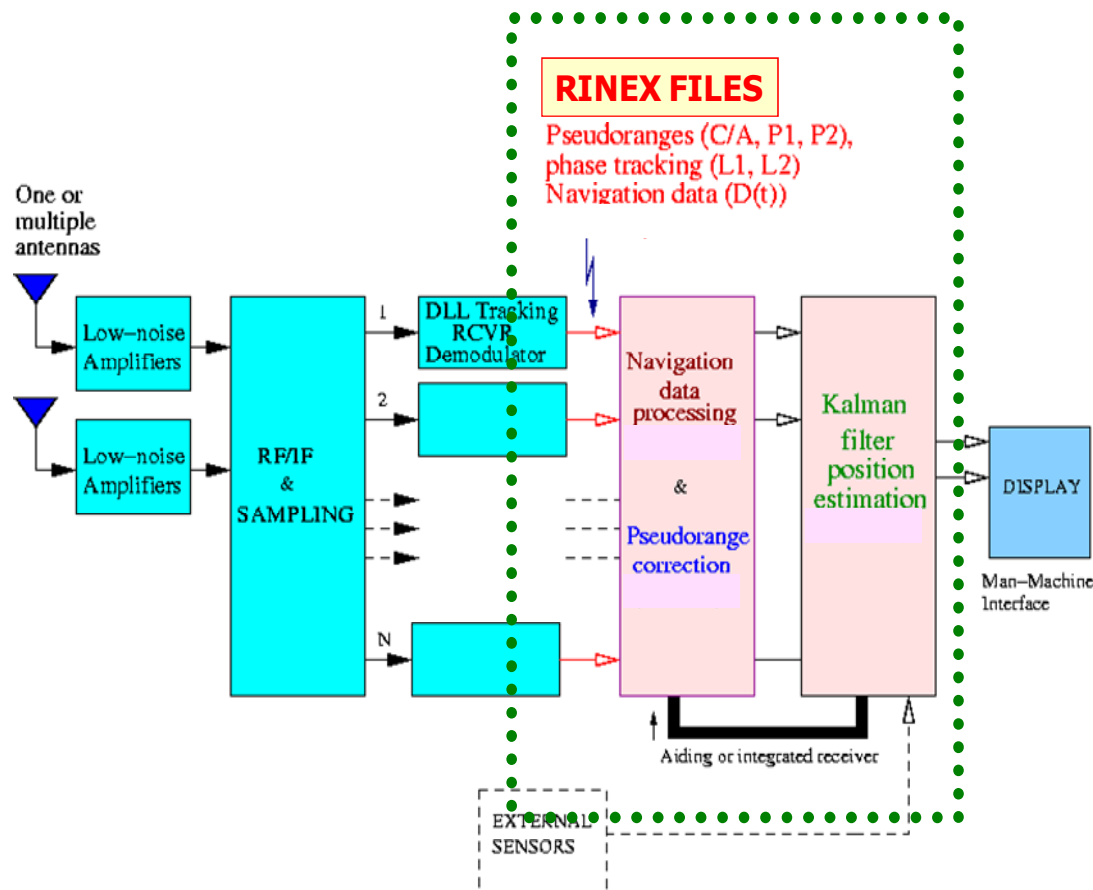 RINEX FILES
Pseudoranges (C/A, P1, P2),
phase tracking (L1, L2)
Navigation data (D(t))
One or
multiple
antennas
Low-noise
Amplifiers
Low-noise
Amplifiers
RF/IF
&
SAMPLING
1
2
N
DLL Tracking
RCVR
Demodulator
Navigation
data
processing
&
Pseudorange
correction
Kalman
filter
position
estimation
DISPLAY
Man-Machine
Interface
Aiding or integrated receiver
EXTERNAL
SENSORS